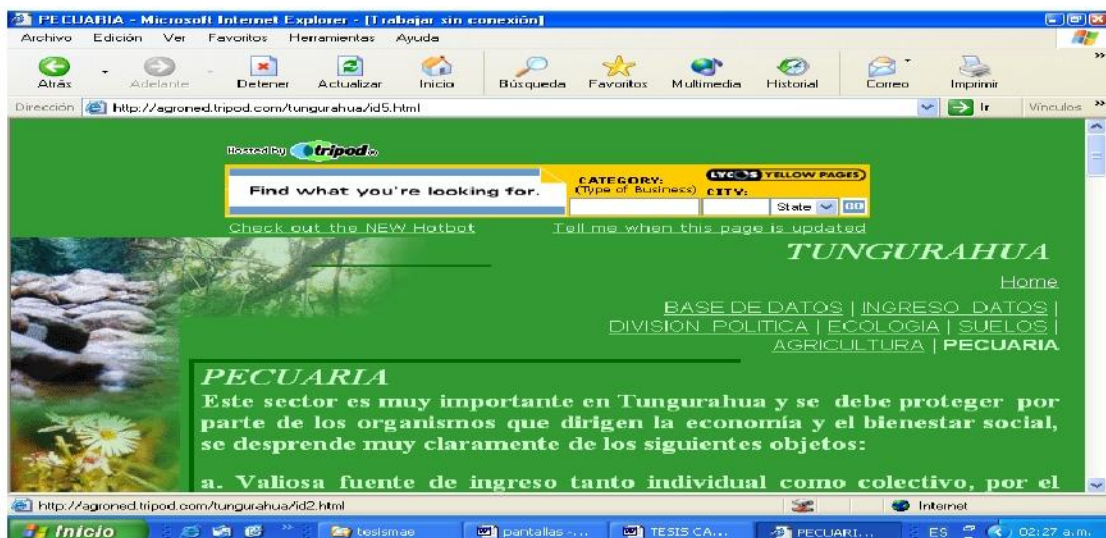 PECUARIA - Microsoft Internet Explorer - [Trabajar sin conexión]
Archivo Edición Ver Favoritos Herramientas Ayuda
Atrás Adelante Detener Actualizar Inicio Búsqueda Favoritos Multimedia Historial Correo Imprimir
Dirección http://agroned.tripod.com/tungurahua/id5.html Ir Vínculos
Hosted By tripod
Find what you're looking for.
CATEGORY: LYCOS YELLOW PAGES
(Type of Business) CITY:
State GO
Check out the NEW Hotbot Tell me when this page is updated
TUNGURAHUA
Home
BASE DE DATOS | INGRESO DATOS |
DIVISION POLITICA | ECOLOGIA | SUELOS |
AGRICULTURA | PECUARIA
PECUARIA
Este sector es muy importante en Tungurahua y se debe proteger por
parte de los organismos que dirigen la economía y el bienestar social,
se desprende muy claramente de los siguientes objetos:
a. Valiosa fuente de ingreso tanto individual como colectivo, por el
http://agroned.tripod.com/tungurahua/id2.html Internet
Inicio tesismae pantallas -... TESIS CA... PECUARI... ES 02:27 a.m.